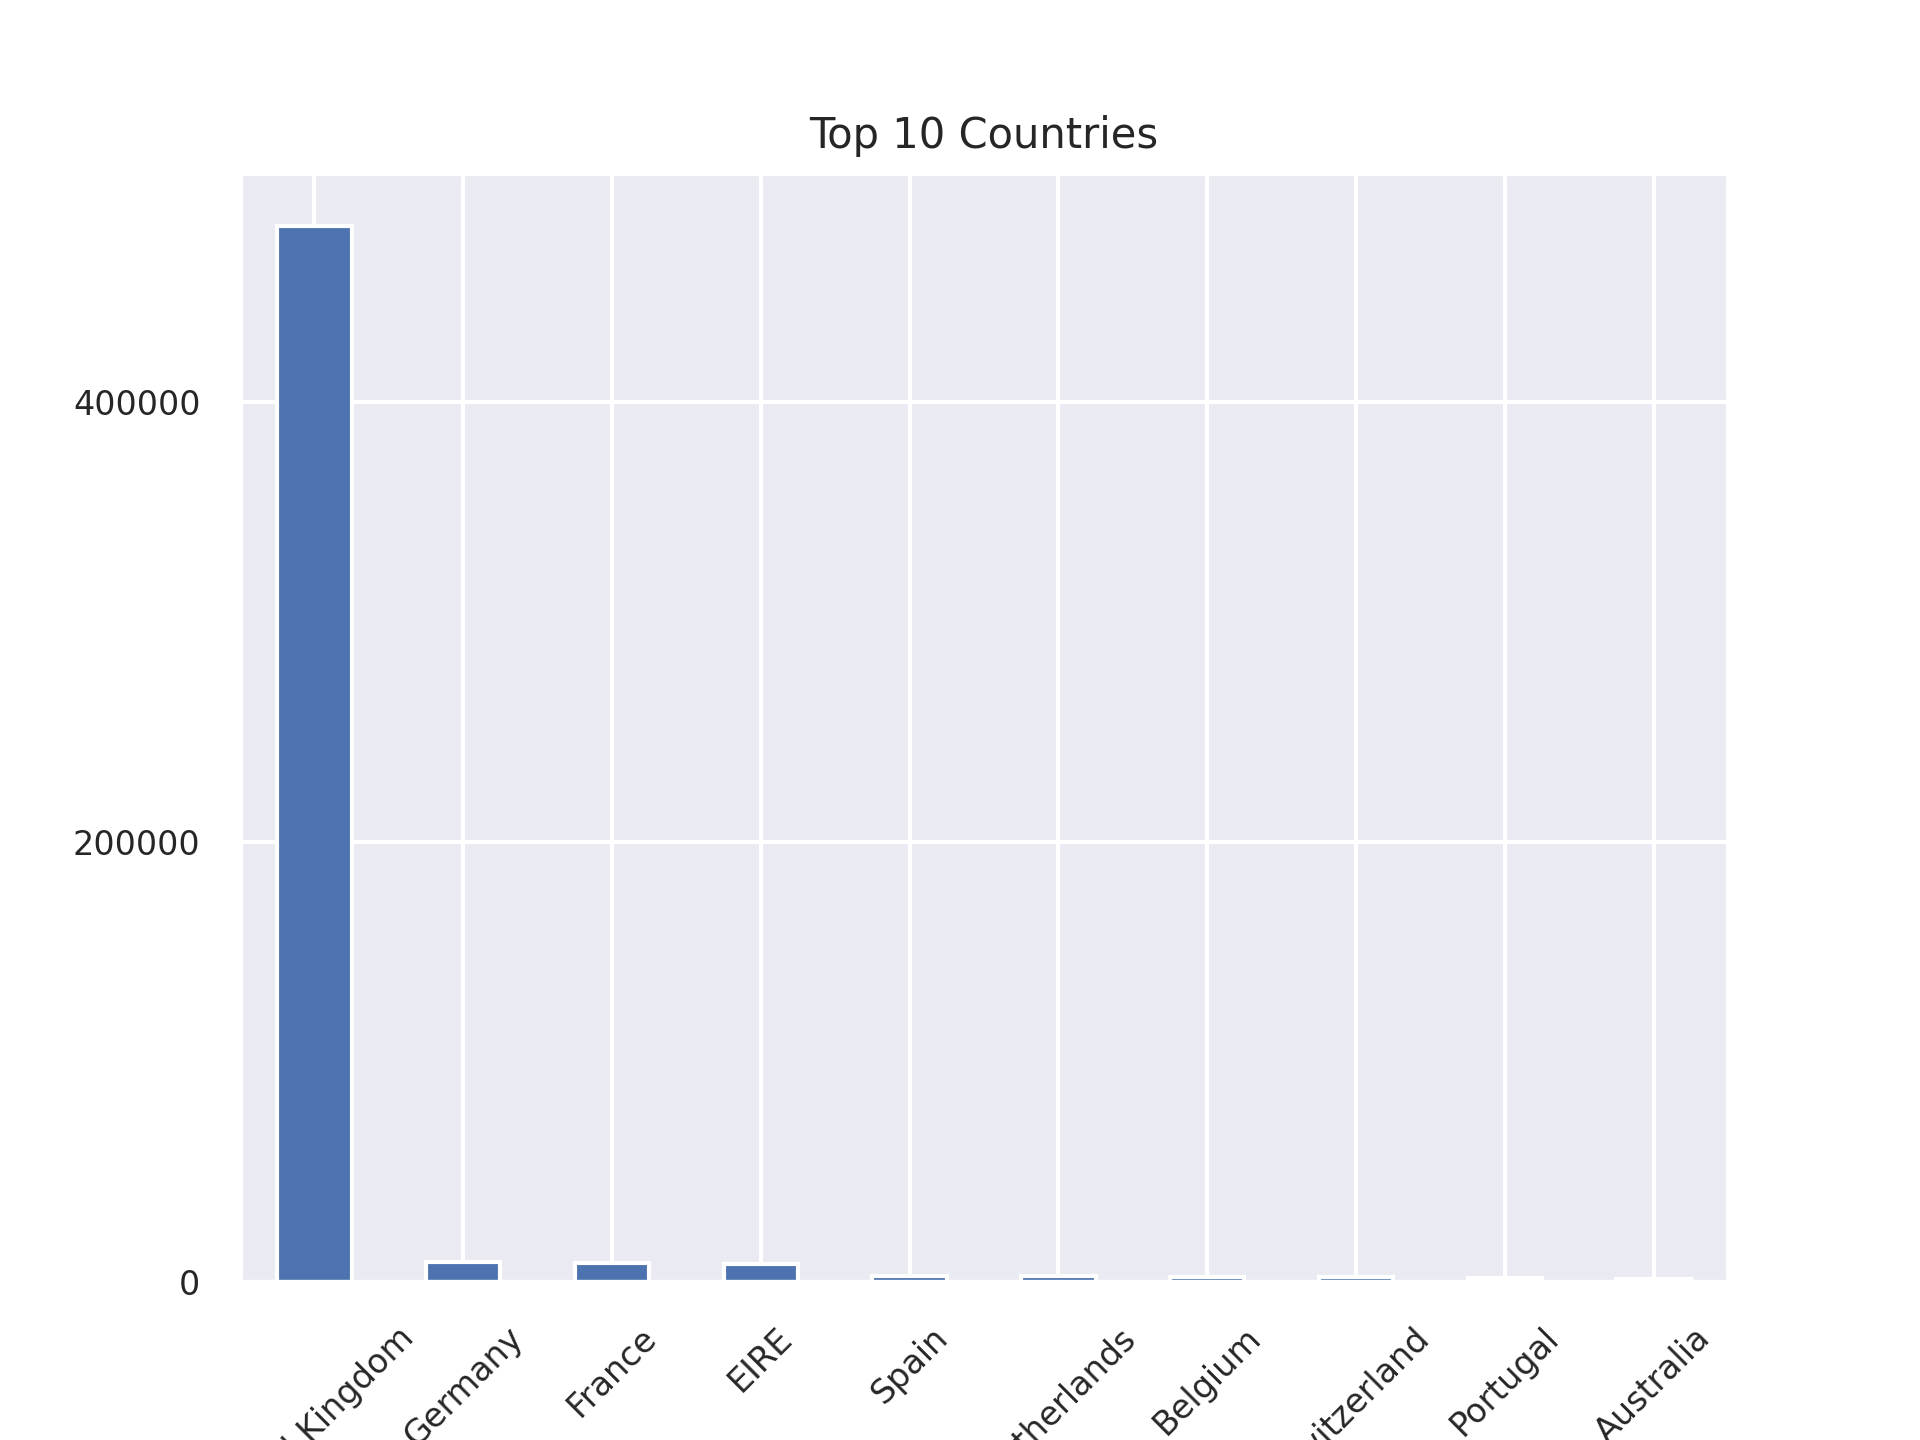 Top 10 Countries
400000
200000
0
Kingdom
Germany
France
EIRE
Spain
therlands
Belgium
itzerland
Portugal
Australia